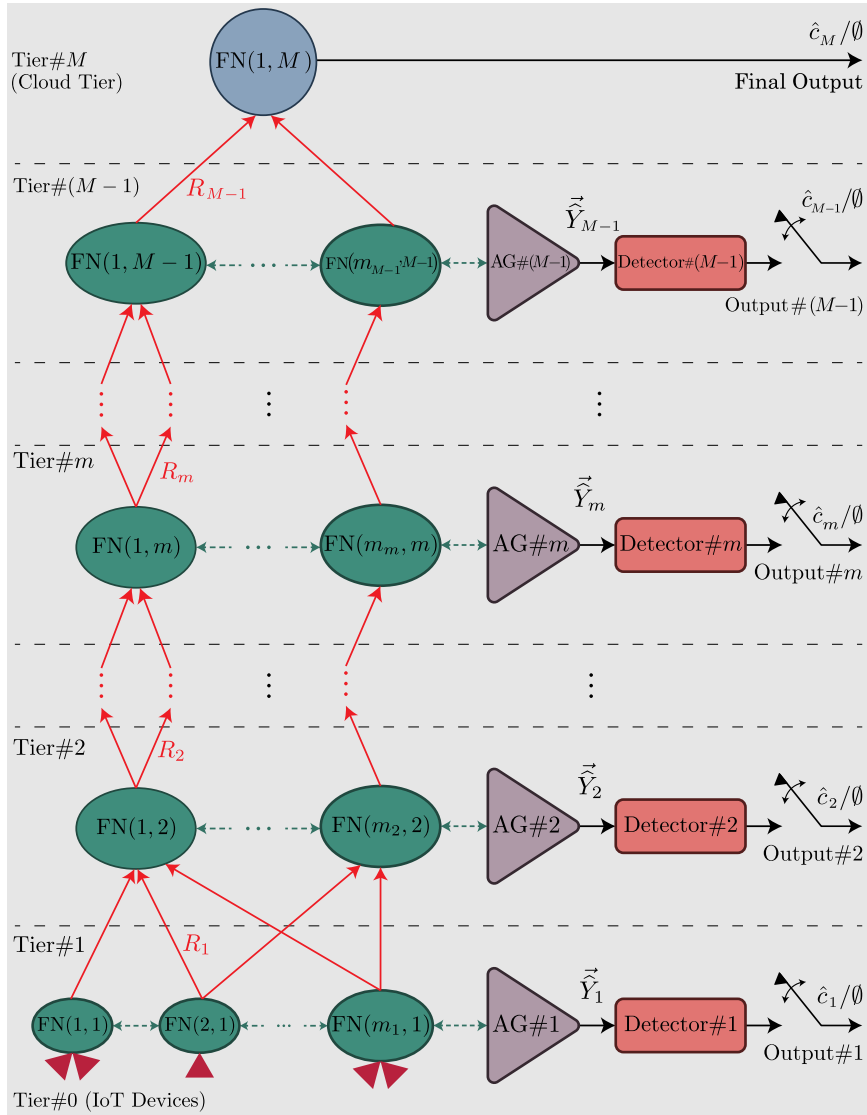 Tier#M
(Cloud Tier)
FN(1, M)
ĉ_M/∅
Final Output
Tier#(M−1)
R_{M−1}
FN(1, M−1)
···
FN(m_{M−1}, M−1)
AG#(M−1)
Ŷ⃗_{M−1}
Detector#(M−1)
ĉ_{M−1}/∅
Output#(M−1)
⋮ ⋮ ⋮ ⋮ ⋮
Tier#m
R_m
FN(1, m)
···
FN(m_m, m)
AG#m
Ŷ⃗_m
Detector#m
ĉ_m/∅
Output#m
⋮ ⋮ ⋮ ⋮ ⋮
Tier#2
R_2
FN(1, 2)
···
FN(m_2, 2)
AG#2
Ŷ⃗_2
Detector#2
ĉ_2/∅
Output#2
Tier#1
R_1
FN(1, 1)
FN(2, 1)
···
FN(m_1, 1)
AG#1
Ŷ⃗_1
Detector#1
ĉ_1/∅
Output#1
Tier#0 (IoT Devices)